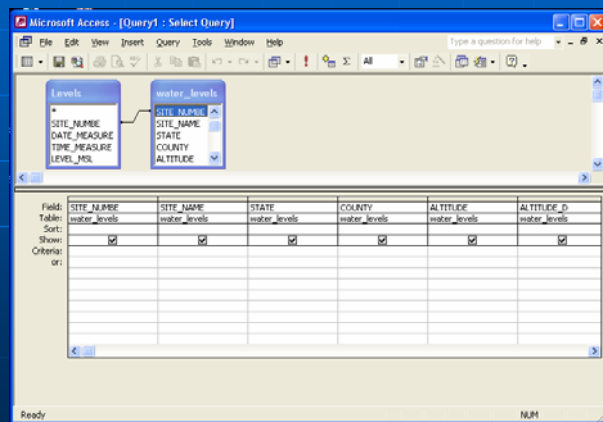 Microsoft Access - [Query1 : Select Query]
File Edit View Insert Query Tools Window Help
Type a question for help
All
Levels
*
SITE_NUMBE
DATE_MEASURE
TIME_MEASURE
LEVEL_MSL
water_levels
SITE_NUMBE
SITE_NAME
STATE
COUNTY
ALTITUDE
Field: SITE_NUMBE SITE_NAME STATE COUNTY ALTITUDE ALTITUDE_D
Table: water_levels water_levels water_levels water_levels water_levels water_levels
Sort:
Show:
Criteria:
or:
Ready NUM